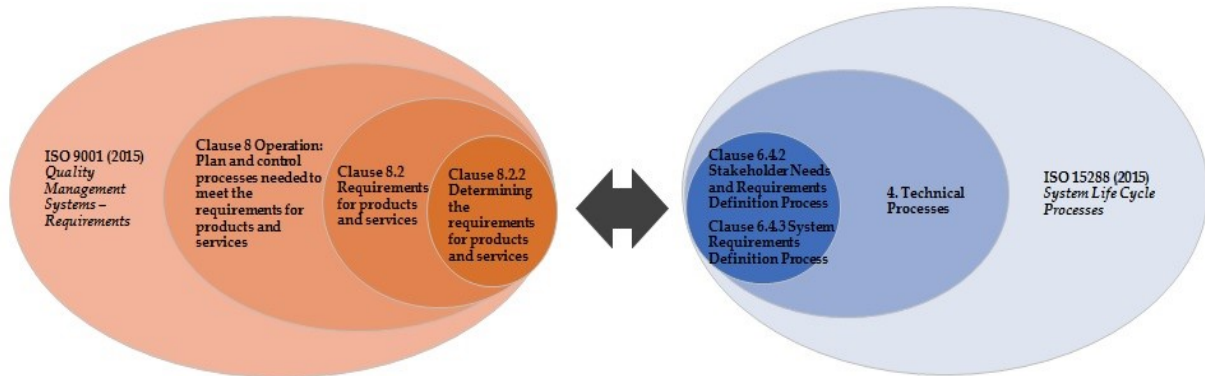 ISO 9001 (2015)
Quality
Management
Systems –
Requirements
Clause 8 Operation:
Plan and control
processes needed to
meet the
requirements for
products and
services
Clause 8.2
Requirements
for products
and services
Clause 8.2.2
Determining the
requirements
for products
and services
Clause 6.4.2
Stakeholder Needs
and Requirements
Definition Process
Clause 6.4.3 System
Requirements
Definition Process
4. Technical
Processes
ISO 15288 (2015)
System Life Cycle
Processes